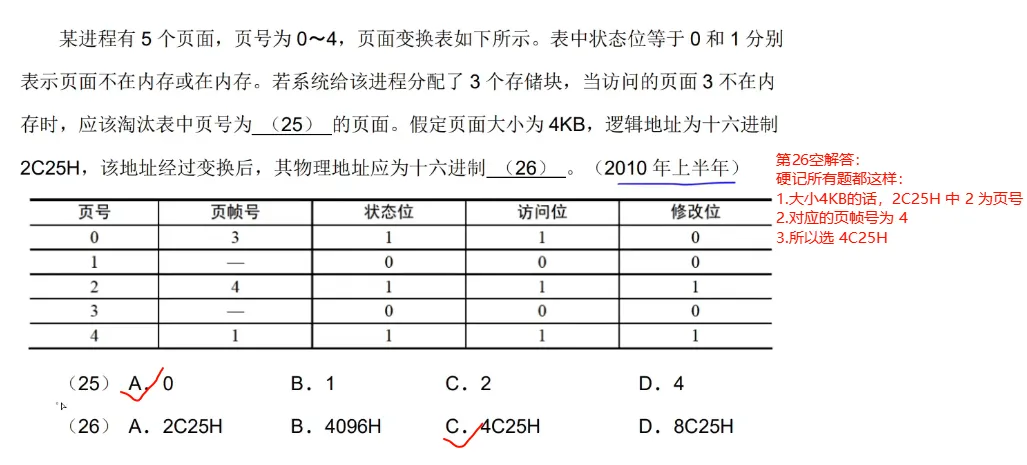 某进程有 5 个页面，页号为 0～4，页面变换表如下所示。表中状态位等于 0 和 1 分别
表示页面不在内存或在内存。若系统给该进程分配了 3 个存储块，当访问的页面 3 不在内
存时，应该淘汰表中页号为 （25） 的页面。假定页面大小为 4KB，逻辑地址为十六进制
2C25H，该地址经过变换后，其物理地址应为十六进制 （26） 。（2010 年上半年）
第26空解答：
硬记所有题都这样：
1.大小4KB的话，2C25H 中 2 为页号
2.对应的页帧号为 4
3.所以选 4C25H
页号 页帧号 状态位 访问位 修改位
0 3 1 1 0
1 — 0 0 0
2 4 1 1 1
3 — 0 0 0
4 1 1 1 1
（25） A．0 B．1 C．2 D．4
（26） A．2C25H B．4096H C．4C25H D．8C25H